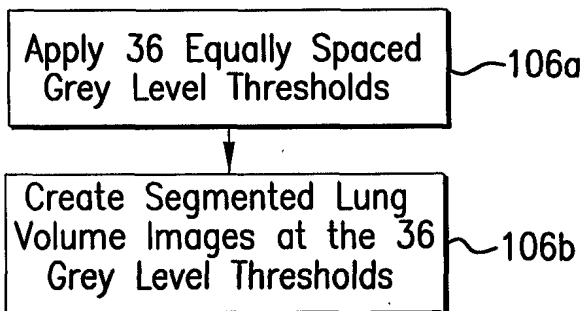 Apply 36 Equally Spaced
Grey Level Thresholds
106a
Create Segmented Lung
Volume Images at the 36
Grey Level Thresholds
106b